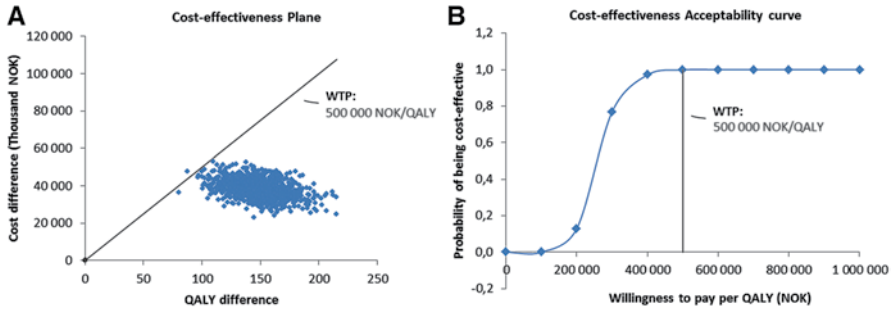 A
Cost-effectiveness Plane
Cost difference (Thousand NOK)
120 000
100 000
80 000
60 000
40 000
20 000
0
WTP:
500 000 NOK/QALY
0 50 100 150 200 250
QALY difference
B
Cost-effectiveness Acceptability curve
Probability of being cost-effective
1,2
1,0
0,8
0,6
0,4
0,2
0,0
-0,2
WTP:
500 000 NOK/QALY
0 200 000 400 000 600 000 800 000 1 000 000
Willingness to pay per QALY (NOK)